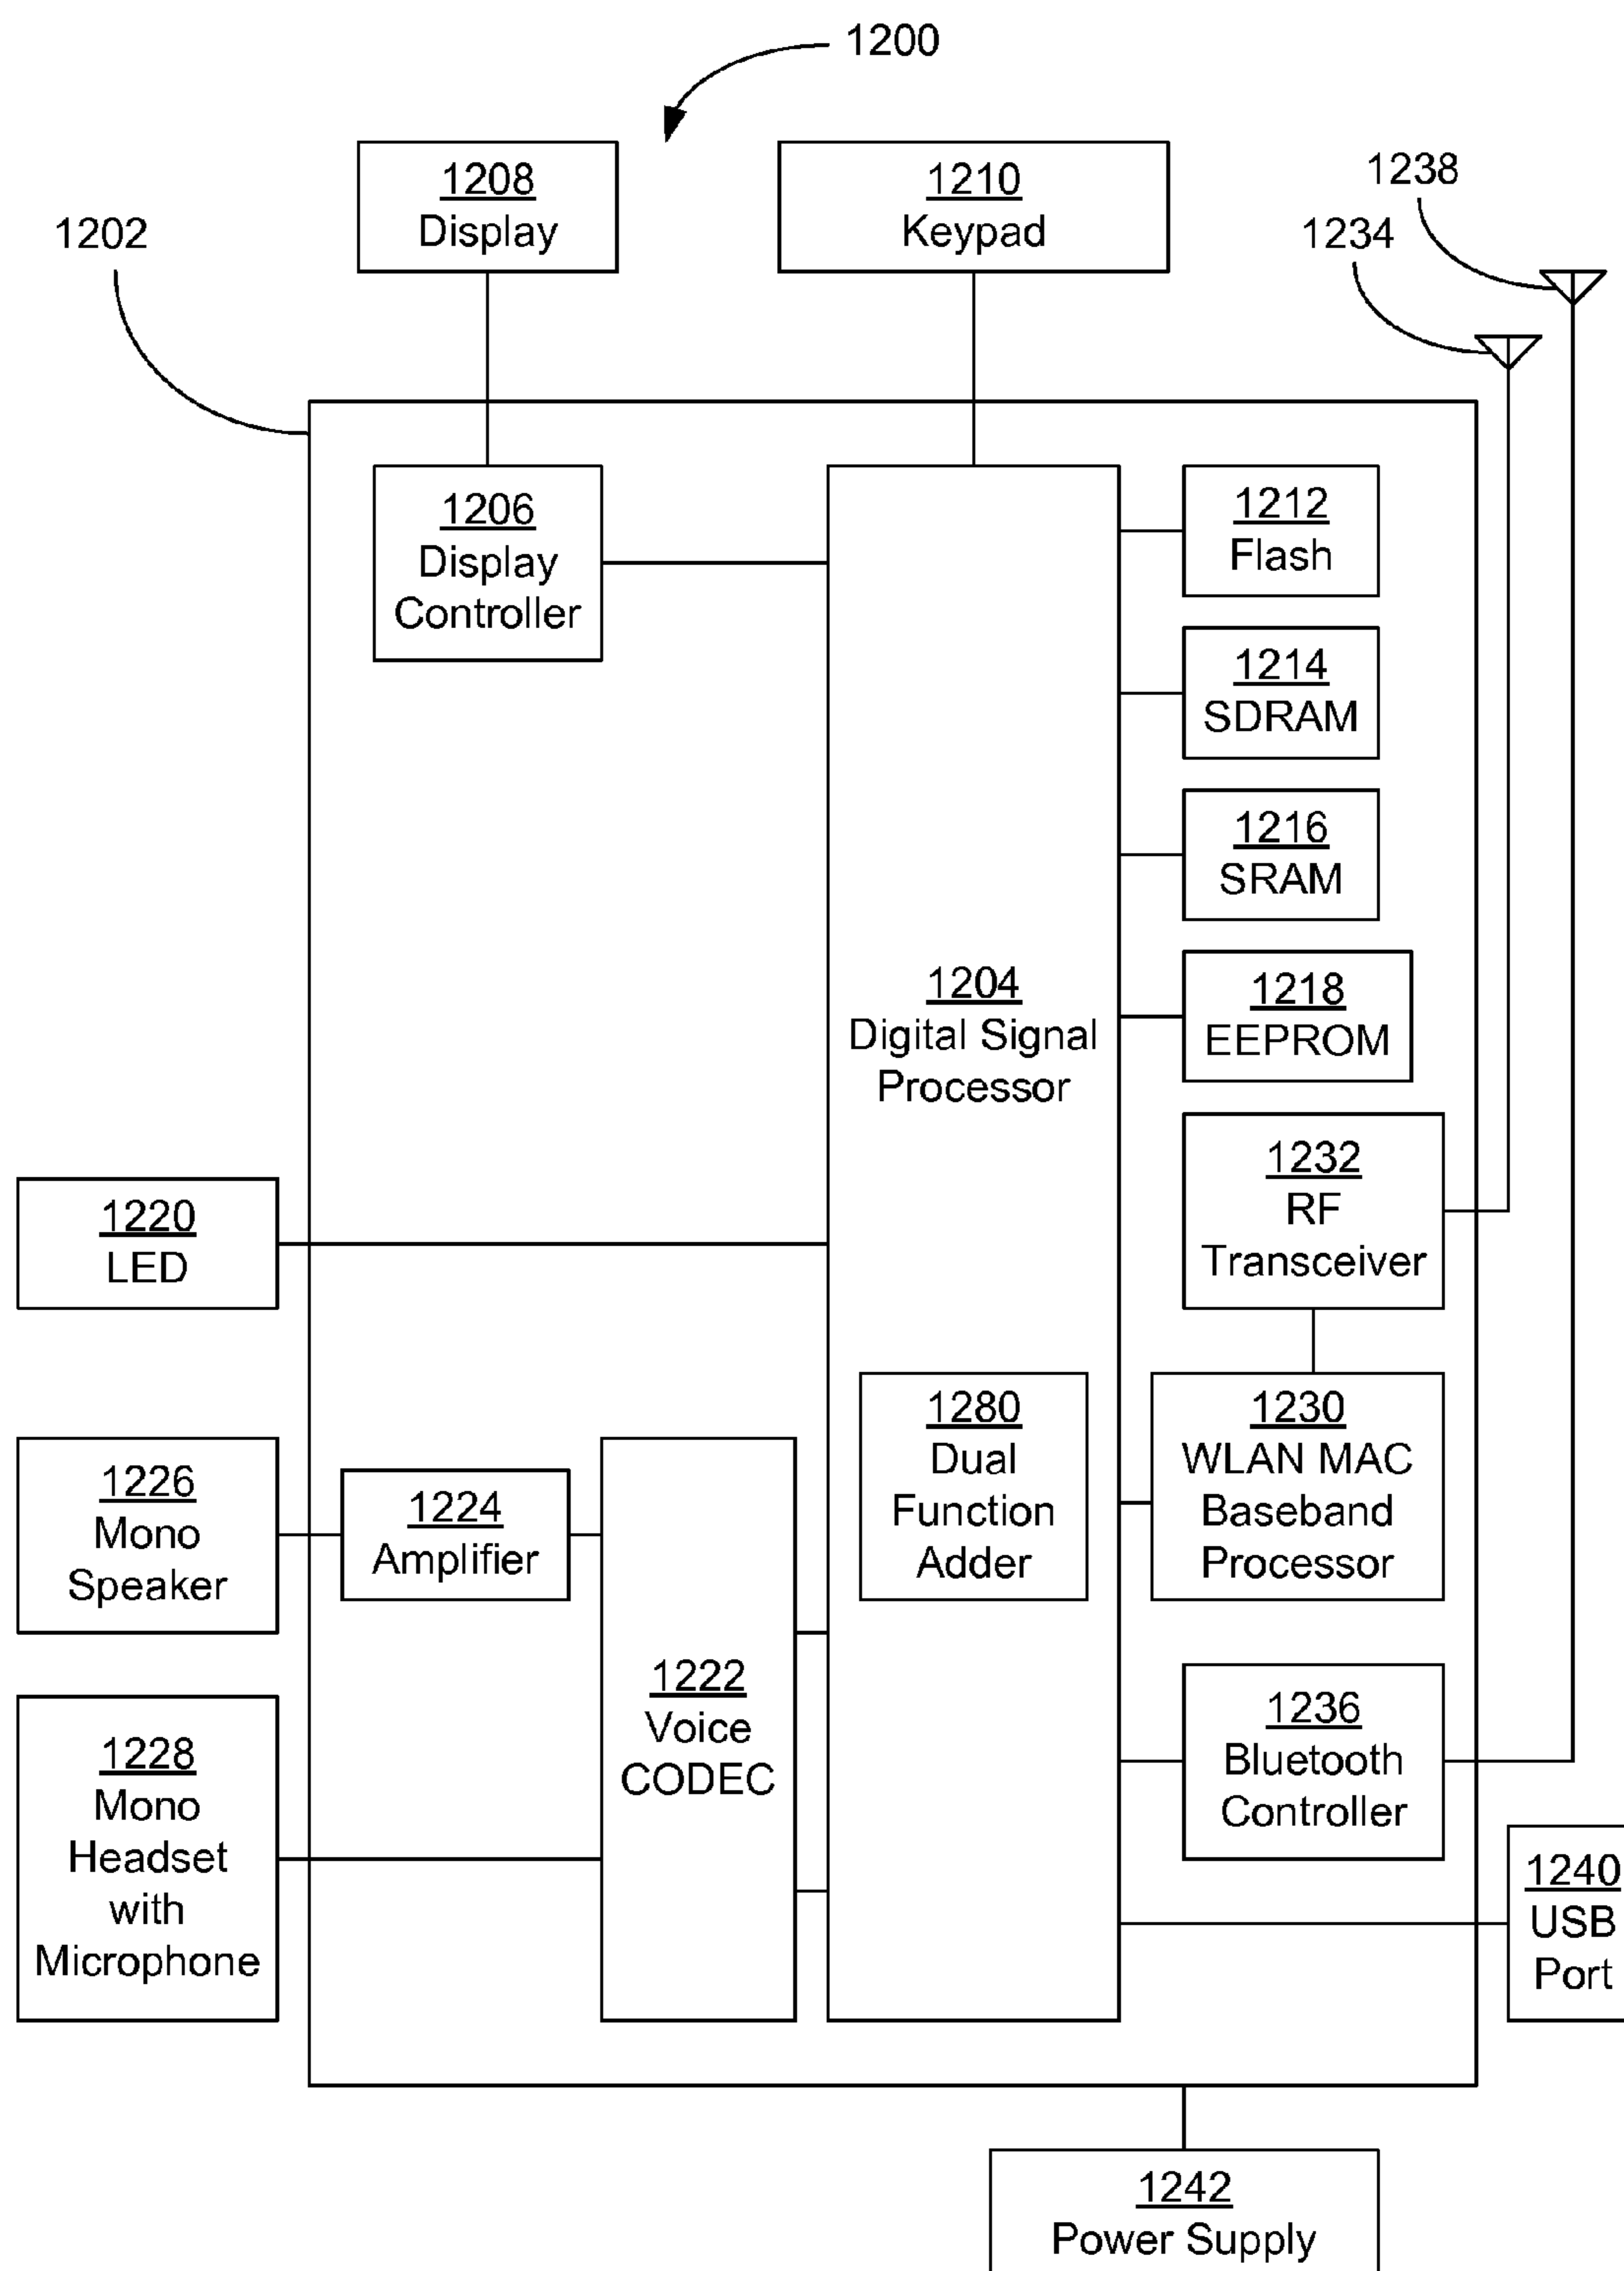 1200
1208
Display
1210
Keypad
1238
1234
1202
1206
Display
Controller
1212
Flash
1214
SDRAM
1216
SRAM
1204
Digital Signal
Processor
1218
EEPROM
1232
RF
Transceiver
1220
LED
1280
Dual
Function
Adder
1230
WLAN MAC
Baseband
Processor
1226
Mono
Speaker
1224
Amplifier
1222
Voice
CODEC
1236
Bluetooth
Controller
1228
Mono
Headset
with
Microphone
1240
USB
Port
1242
Power Supply